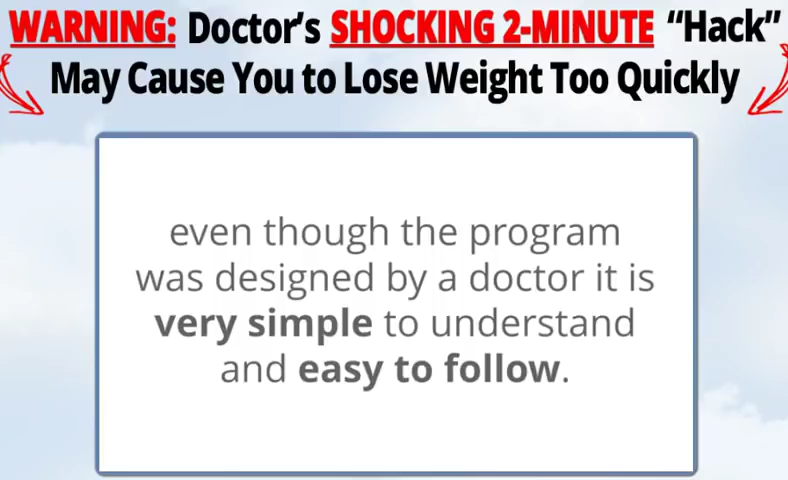 WARNING: Doctor's SHOCKING 2-MINUTE “Hack”
May Cause You to Lose Weight Too Quickly
even though the program
was designed by a doctor it is
very simple to understand
and easy to follow.